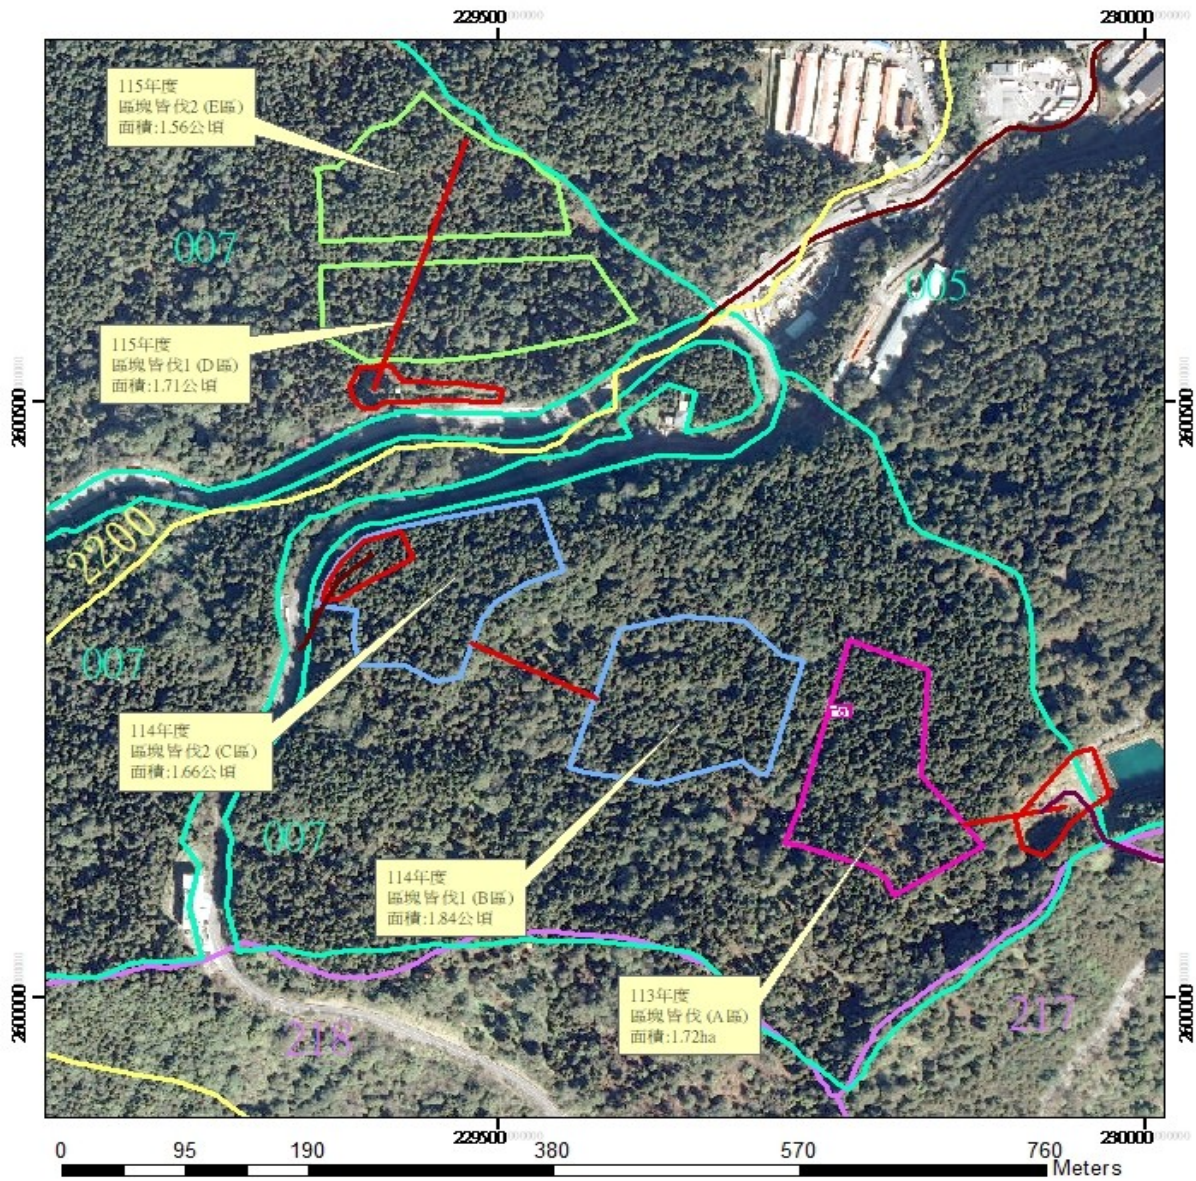 229500
230000
115年度
區塊皆伐2 (E區)
面積:1.56公頃
007
005
115年度
區塊皆伐1 (D區)
面積:1.71公頃
2600500
2600500
2200
007
114年度
區塊皆伐2 (C區)
面積:1.66公頃
007
114年度
區塊皆伐1 (B區)
面積:1.84公頃
113年度
區塊皆伐 (A區)
面積:1.72ha
2600000
2600000
218
217
229500
230000
0 95 190 380 570 760
Meters